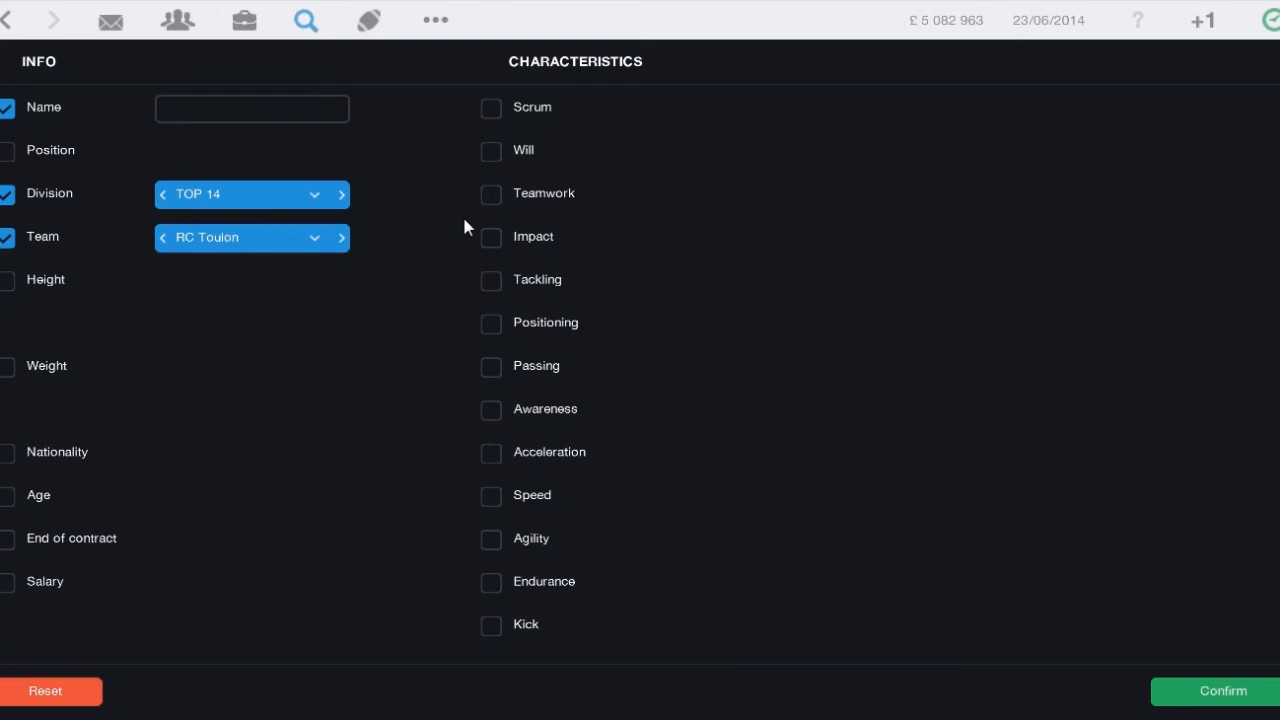 £ 5 082 963 23/06/2014 ? +1
INFO CHARACTERISTICS
Name Scrum
Position Will
Division TOP 14 Teamwork
Team RC Toulon Impact
Height Tackling
Positioning
Weight Passing
Awareness
Nationality Acceleration
Age Speed
End of contract Agility
Salary Endurance
Kick
Reset Confirm